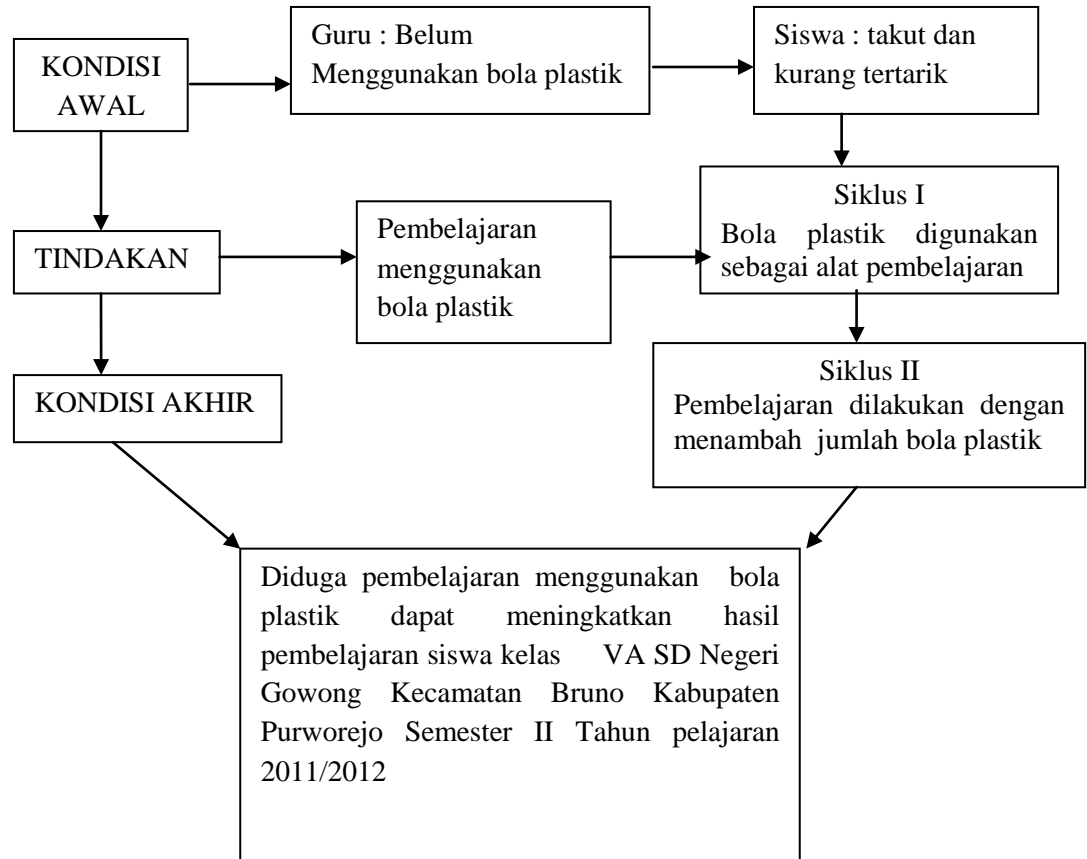 KONDISI
AWAL
Guru : Belum
Menggunakan bola plastik
Siswa : takut dan
kurang tertarik
TINDAKAN
Pembelajaran
menggunakan
bola plastik
Siklus I
Bola plastik digunakan
sebagai alat pembelajaran
KONDISI AKHIR
Siklus II
Pembelajaran dilakukan dengan
menambah jumlah bola plastik
Diduga pembelajaran menggunakan bola
plastik dapat meningkatkan hasil
pembelajaran siswa kelas VA SD Negeri
Gowong Kecamatan Bruno Kabupaten
Purworejo Semester II Tahun pelajaran
2011/2012